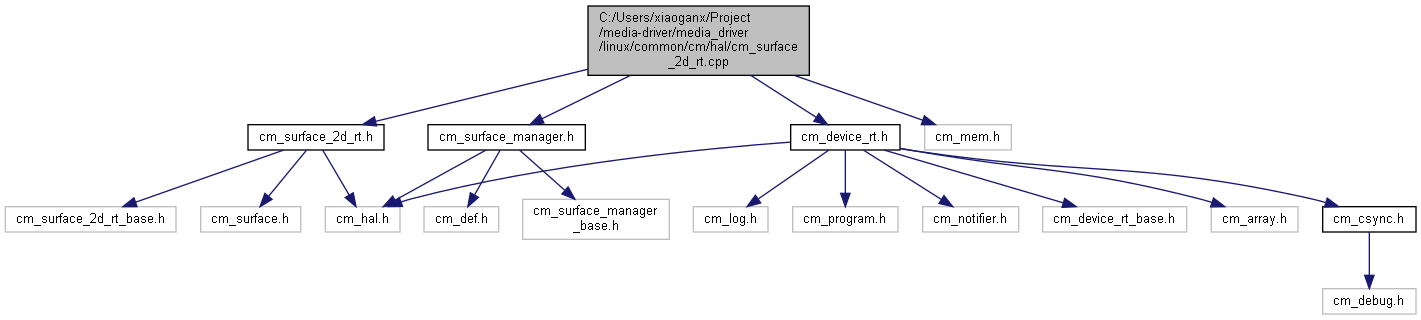 C:/Users/xiaoganx/Project
/media-driver/media_driver
/linux/common/cm/hal/cm_surface
_2d_rt.cpp
cm_surface_2d_rt.h
cm_surface_manager.h
cm_device_rt.h
cm_mem.h
cm_surface_2d_rt_base.h
cm_surface.h
cm_hal.h
cm_def.h
cm_surface_manager
_base.h
cm_log.h
cm_program.h
cm_notifier.h
cm_device_rt_base.h
cm_array.h
cm_csync.h
cm_debug.h